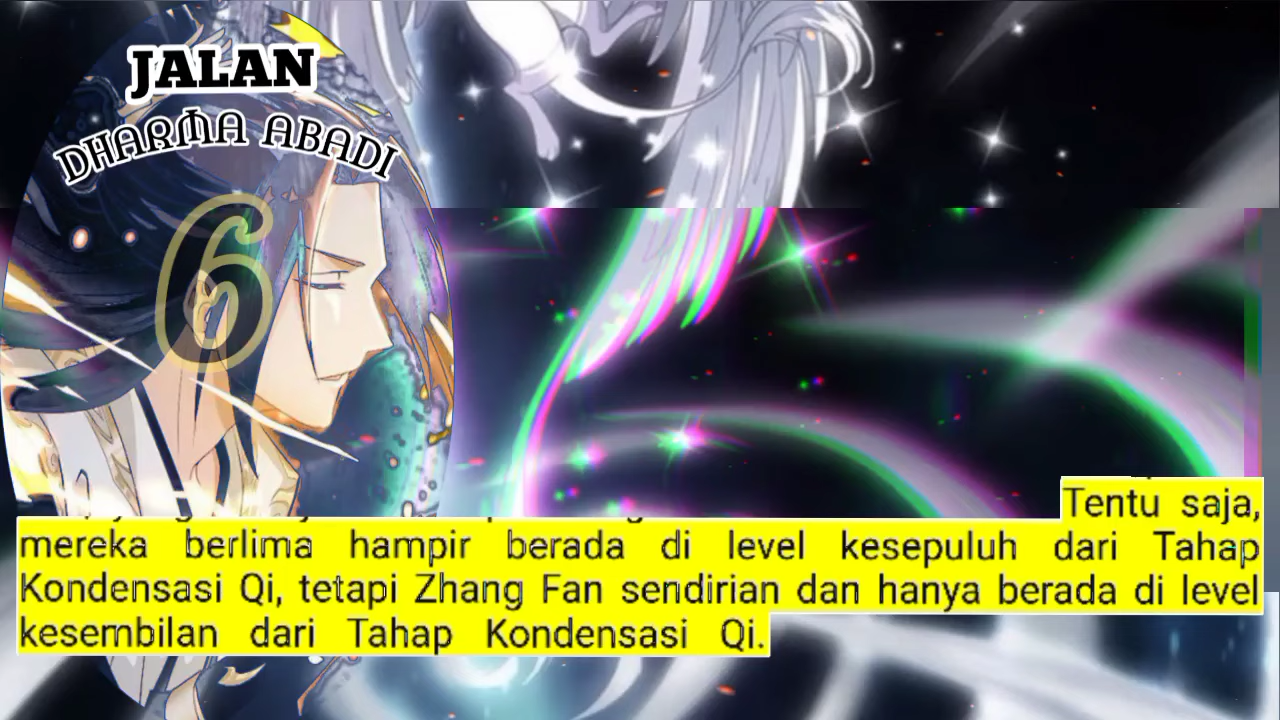 JALAN
DHARMA ABADI
6
Tentu saja,
mereka berlima hampir berada di level kesepuluh dari Tahap
Kondensasi Qi, tetapi Zhang Fan sendirian dan hanya berada di level
kesembilan dari Tahap Kondensasi Qi.